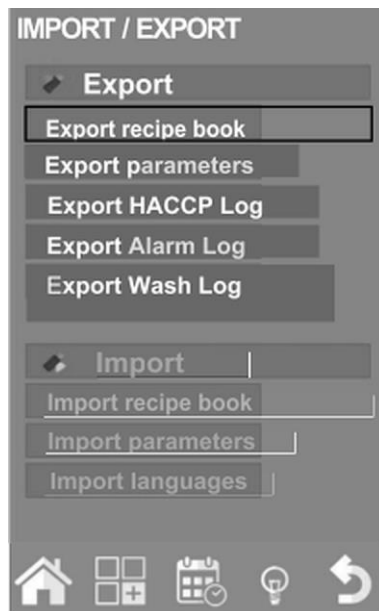 IMPORT / EXPORT
Export
Export recipe book
Export parameters
Export HACCP Log
Export Alarm Log
Export Wash Log
Import
Import recipe book
Import parameters
Import languages